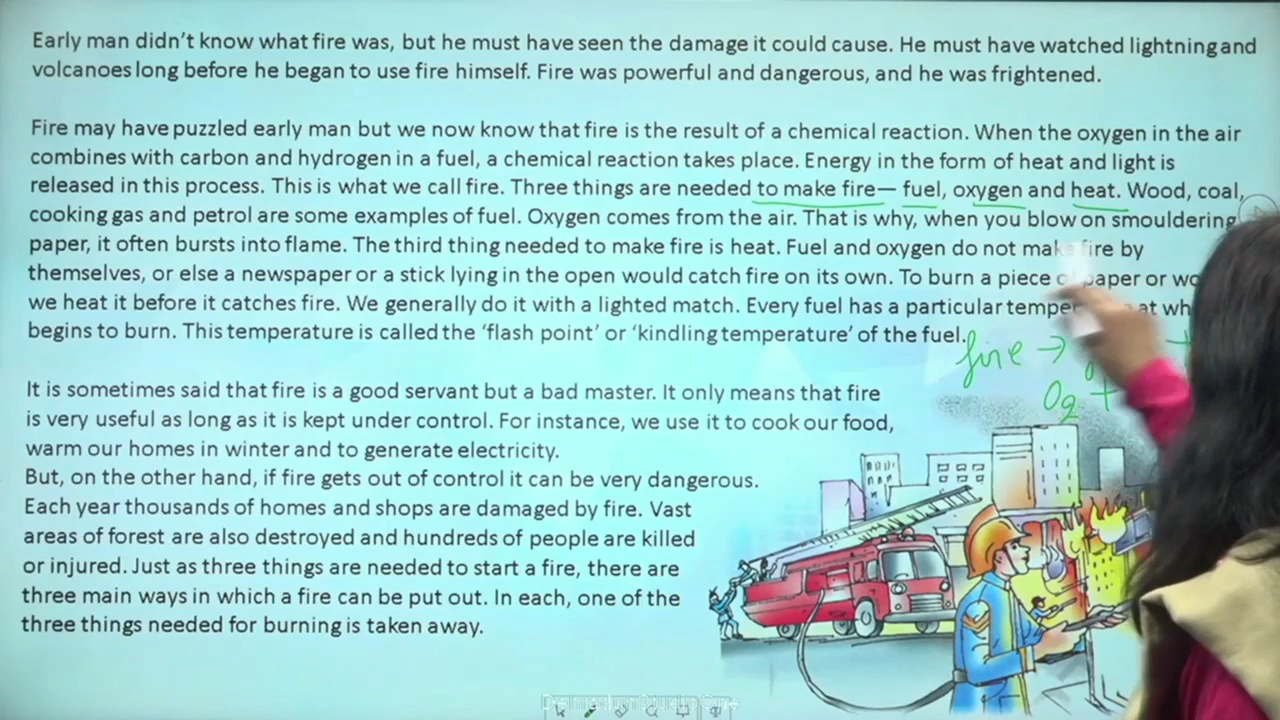 Early man didn't know what fire was, but he must have seen the damage it could cause. He must have watched lightning and
volcanoes long before he began to use fire himself. Fire was powerful and dangerous, and he was frightened.
Fire may have puzzled early man but we now know that fire is the result of a chemical reaction. When the oxygen in the air
combines with carbon and hydrogen in a fuel, a chemical reaction takes place. Energy in the form of heat and light is
released in this process. This is what we call fire. Three things are needed to make fire— fuel, oxygen and heat. Wood, coal,
cooking gas and petrol are some examples of fuel. Oxygen comes from the air. That is why, when you blow on smouldering
paper, it often bursts into flame. The third thing needed to make fire is heat. Fuel and oxygen do not make fire by
themselves, or else a newspaper or a stick lying in the open would catch fire on its own. To burn a piece of paper or
we heat it before it catches fire. We generally do it with a lighted match. Every fuel has a particular at
begins to burn. This temperature is called the 'flash point' or 'kindling temperature' of the fuel.
fire →
O2 +
It is sometimes said that fire is a good servant but a bad master. It only means that fire
is very useful as long as it is kept under control. For instance, we use it to cook our food,
warm our homes in winter and to generate electricity.
But, on the other hand, if fire gets out of control it can be very dangerous.
Each year thousands of homes and shops are damaged by fire. Vast
areas of forest are also destroyed and hundreds of people are killed
or injured. Just as three things are needed to start a fire, there are
three main ways in which a fire can be put out. In each, one of the
three things needed for burning is taken away.